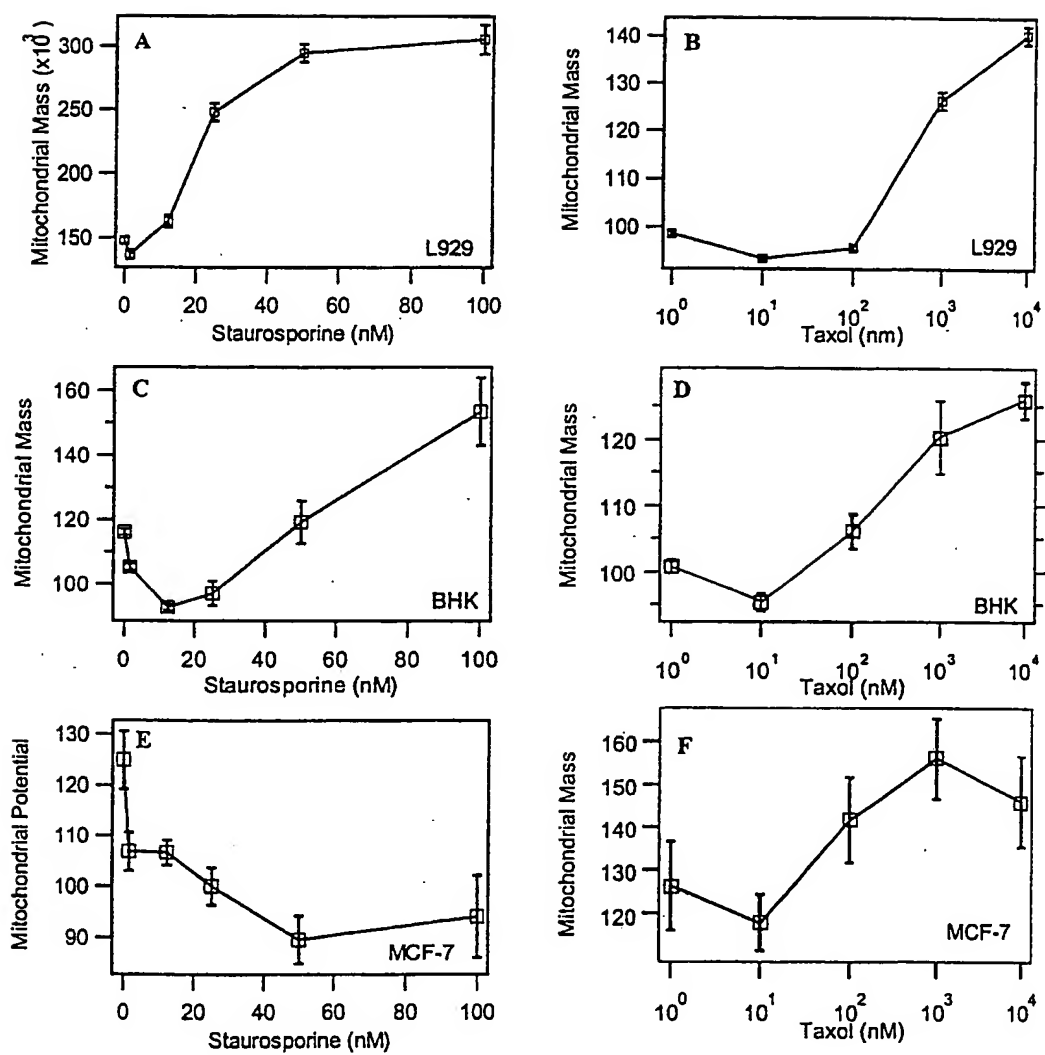 A
Mitochondrial Mass (x10³)
300
250
200
150
L929
0 20 40 60 80 100
Staurosporine (nM)
B
Mitochondrial Mass
140
130
120
110
100
L929
10⁰ 10¹ 10² 10³ 10⁴
Taxol (nm)
C
Mitochondrial Mass
160
140
120
100
BHK
0 20 40 60 80 100
Staurosporine (nM)
D
Mitochondrial Mass
120
110
100
BHK
10⁰ 10¹ 10² 10³ 10⁴
Taxol (nM)
E
Mitochondrial Potential
130
110
100
90
MCF-7
0 20 40 60 80 100
Staurosporine (nM)
F
Mitochondrial Mass
160
150
140
130
120
MCF-7
10⁰ 10¹ 10² 10³ 10⁴
Taxol (nM)